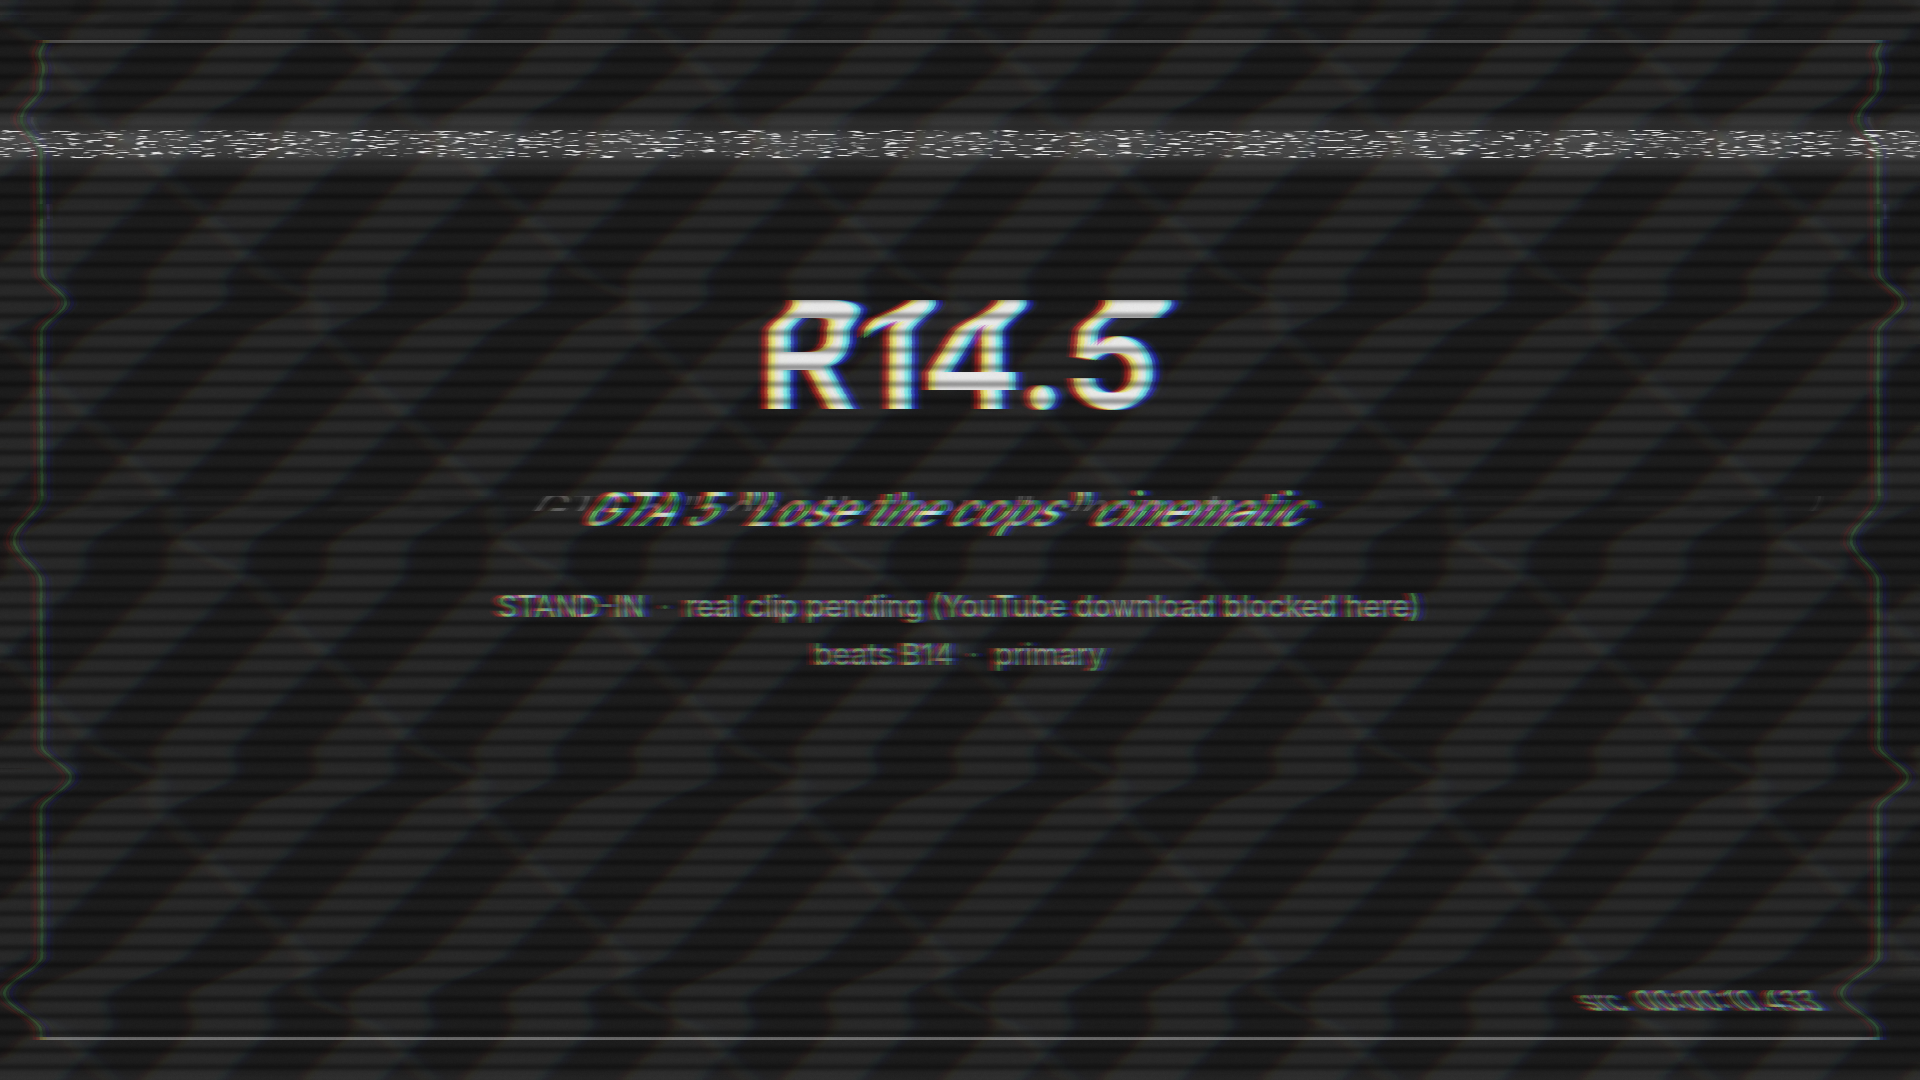 R14.5
GTA 5 "Lose the cops" cinematic
STAND-IN · real clip pending (YouTube download blocked here)
beats B14 · primary
src 00:00:10.433